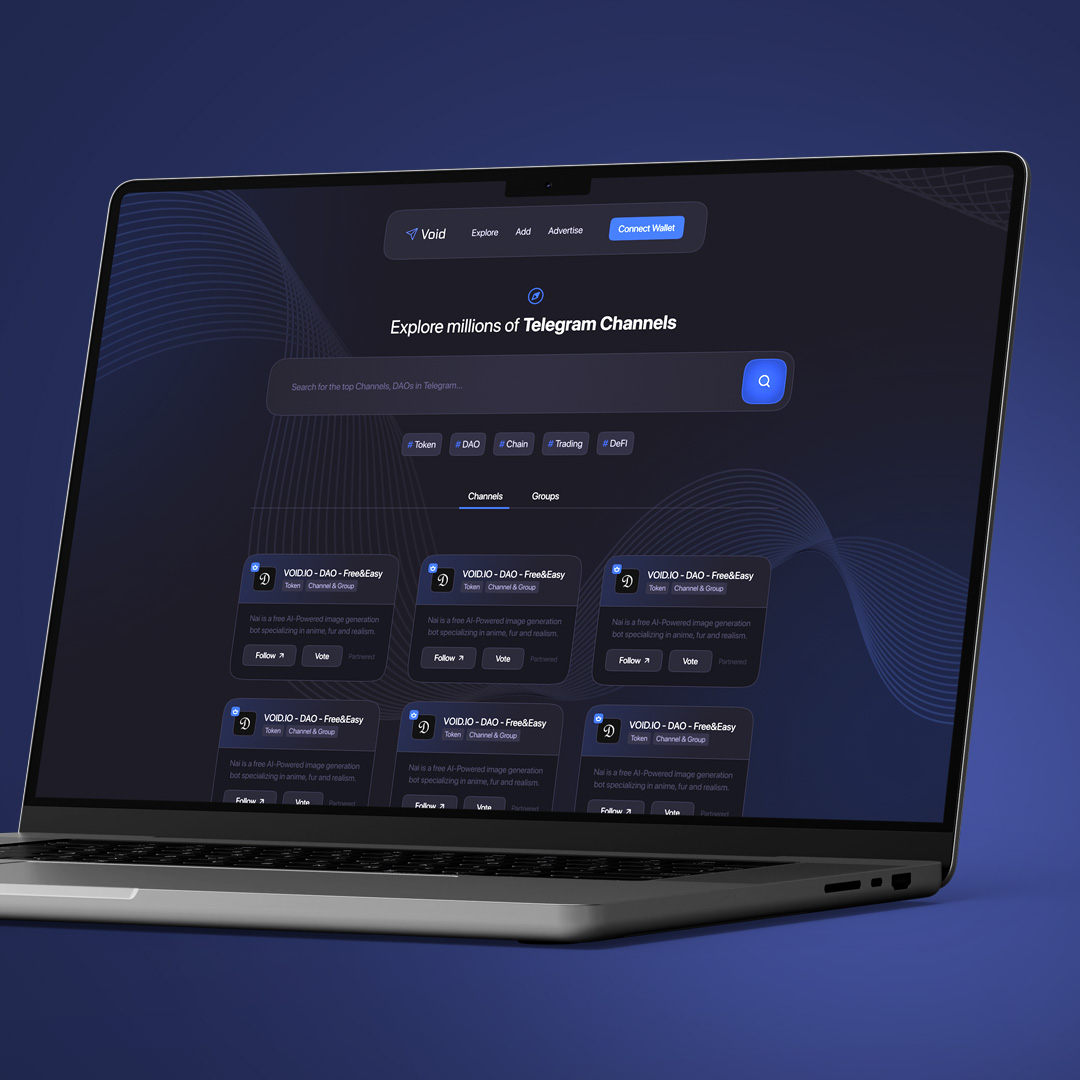 Void Explore Add Advertise Connect Wallet
Explore millions of Telegram Channels
Search for the top Channels, DAOs in Telegram...
# Token # DAO # Chain # Trading # DeFI
Channels Groups
VOID.IO - DAO - Free&Easy
Token Channel & Group
Nai is a free AI-Powered image generation
bot specializing in anime, fur and realism.
Follow Vote Partnered
VOID.IO - DAO - Free&Easy
Token Channel & Group
Nai is a free AI-Powered image generation
bot specializing in anime, fur and realism.
Follow Vote Partnered
VOID.IO - DAO - Free&Easy
Token Channel & Group
Nai is a free AI-Powered image generation
bot specializing in anime, fur and realism.
Follow Vote Partnered
VOID.IO - DAO - Free&Easy
Token Channel & Group
Nai is a free AI-Powered image generation
bot specializing in anime, fur and realism.
Follow Vote Partnered
VOID.IO - DAO - Free&Easy
Token Channel & Group
Nai is a free AI-Powered image generation
bot specializing in anime, fur and realism.
Follow Vote Partnered
VOID.IO - DAO - Free&Easy
Token Channel & Group
Nai is a free AI-Powered image generation
bot specializing in anime, fur and realism.
Follow Vote Partnered